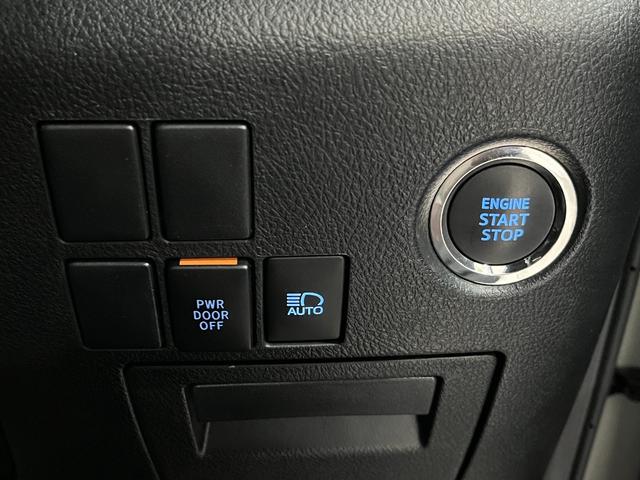 ENGINE
START
STOP
PWR
DOOR
OFF
AUTO